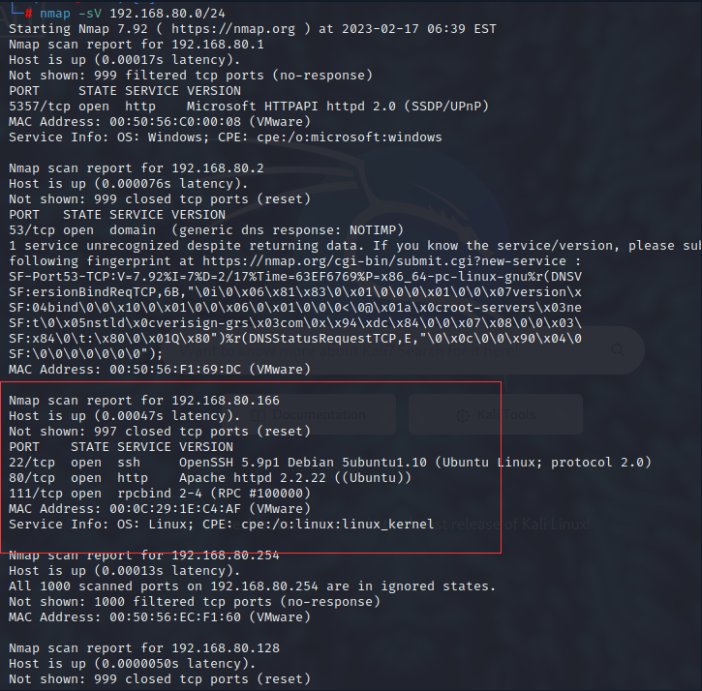 └─# nmap -sV 192.168.80.0/24
Starting Nmap 7.92 ( https://nmap.org ) at 2023-02-17 06:39 EST
Nmap scan report for 192.168.80.1
Host is up (0.00017s latency).
Not shown: 999 filtered tcp ports (no-response)
PORT     STATE SERVICE VERSION
5357/tcp open  http    Microsoft HTTPAPI httpd 2.0 (SSDP/UPnP)
MAC Address: 00:50:56:C0:00:08 (VMware)
Service Info: OS: Windows; CPE: cpe:/o:microsoft:windows
Nmap scan report for 192.168.80.2
Host is up (0.000076s latency).
Not shown: 999 closed tcp ports (reset)
PORT   STATE SERVICE VERSION
53/tcp open  domain  (generic dns response: NOTIMP)
1 service unrecognized despite returning data. If you know the service/version, please sub
following fingerprint at https://nmap.org/cgi-bin/submit.cgi?new-service :
SF-Port53-TCP:V=7.92%I=7%D=2/17%Time=63EF6769%P=x86_64-pc-linux-gnu%r(DNSV
SF:ersionBindReqTCP,6B,"\0i\0\x06\x81\x83\0\x01\0\0\0\x01\0\0\x07version\x
SF:04bind\0\0\x10\0\x01\0\0\x06\0\x01\0\0\0<\0@\x01a\x0croot-servers\x03ne
SF:t\0\x05nstld\x0cverisign-grs\x03com\0x\x94\xdc\x84\0\0\x07\x08\0\0\x03\
SF:x84\0\t:\x80\0\x01Q\x80")%r(DNSStatusRequestTCP,E,"\0\x0c\0\0\x90\x04\0
SF:\0\0\0\0\0\0\0");
MAC Address: 00:50:56:F1:69:DC (VMware)
Nmap scan report for 192.168.80.166
Host is up (0.00047s latency).
Documentation
Kali Tools
Not shown: 997 closed tcp ports (reset)
PORT    STATE SERVICE VERSION
22/tcp  open  ssh     OpenSSH 5.9p1 Debian 5ubuntu1.10 (Ubuntu Linux; protocol 2.0)
80/tcp  open  http    Apache httpd 2.2.22 ((Ubuntu))
111/tcp open  rpcbind 2-4 (RPC #100000)
MAC Address: 00:0C:29:1E:C4:AF (VMware)
Service Info: OS: Linux; CPE: cpe:/o:linux:linux_kernel
release of Kali Linux
Nmap scan report for 192.168.80.254
Host is up (0.00013s latency).
All 1000 scanned ports on 192.168.80.254 are in ignored states.
Not shown: 1000 filtered tcp ports (no-response)
MAC Address: 00:50:56:EC:F1:60 (VMware)
Nmap scan report for 192.168.80.128
Host is up (0.0000050s latency).
Not shown: 999 closed tcp ports (reset)